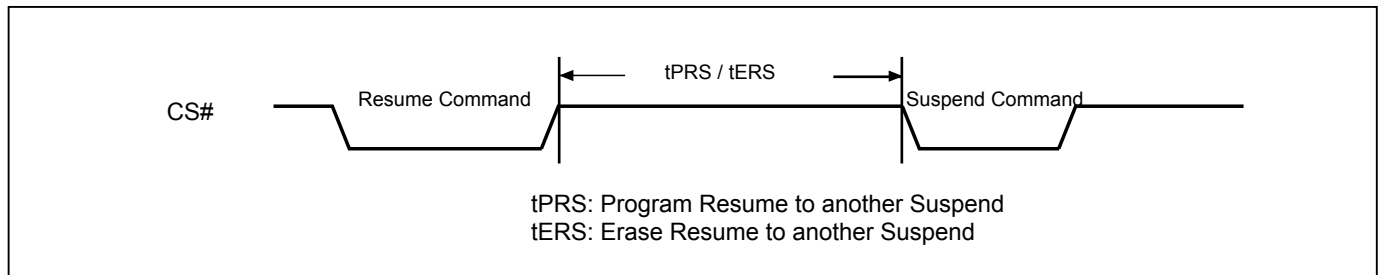 tPRS / tERS
CS#
Resume Command
Suspend Command
tPRS: Program Resume to another Suspend
tERS: Erase Resume to another Suspend